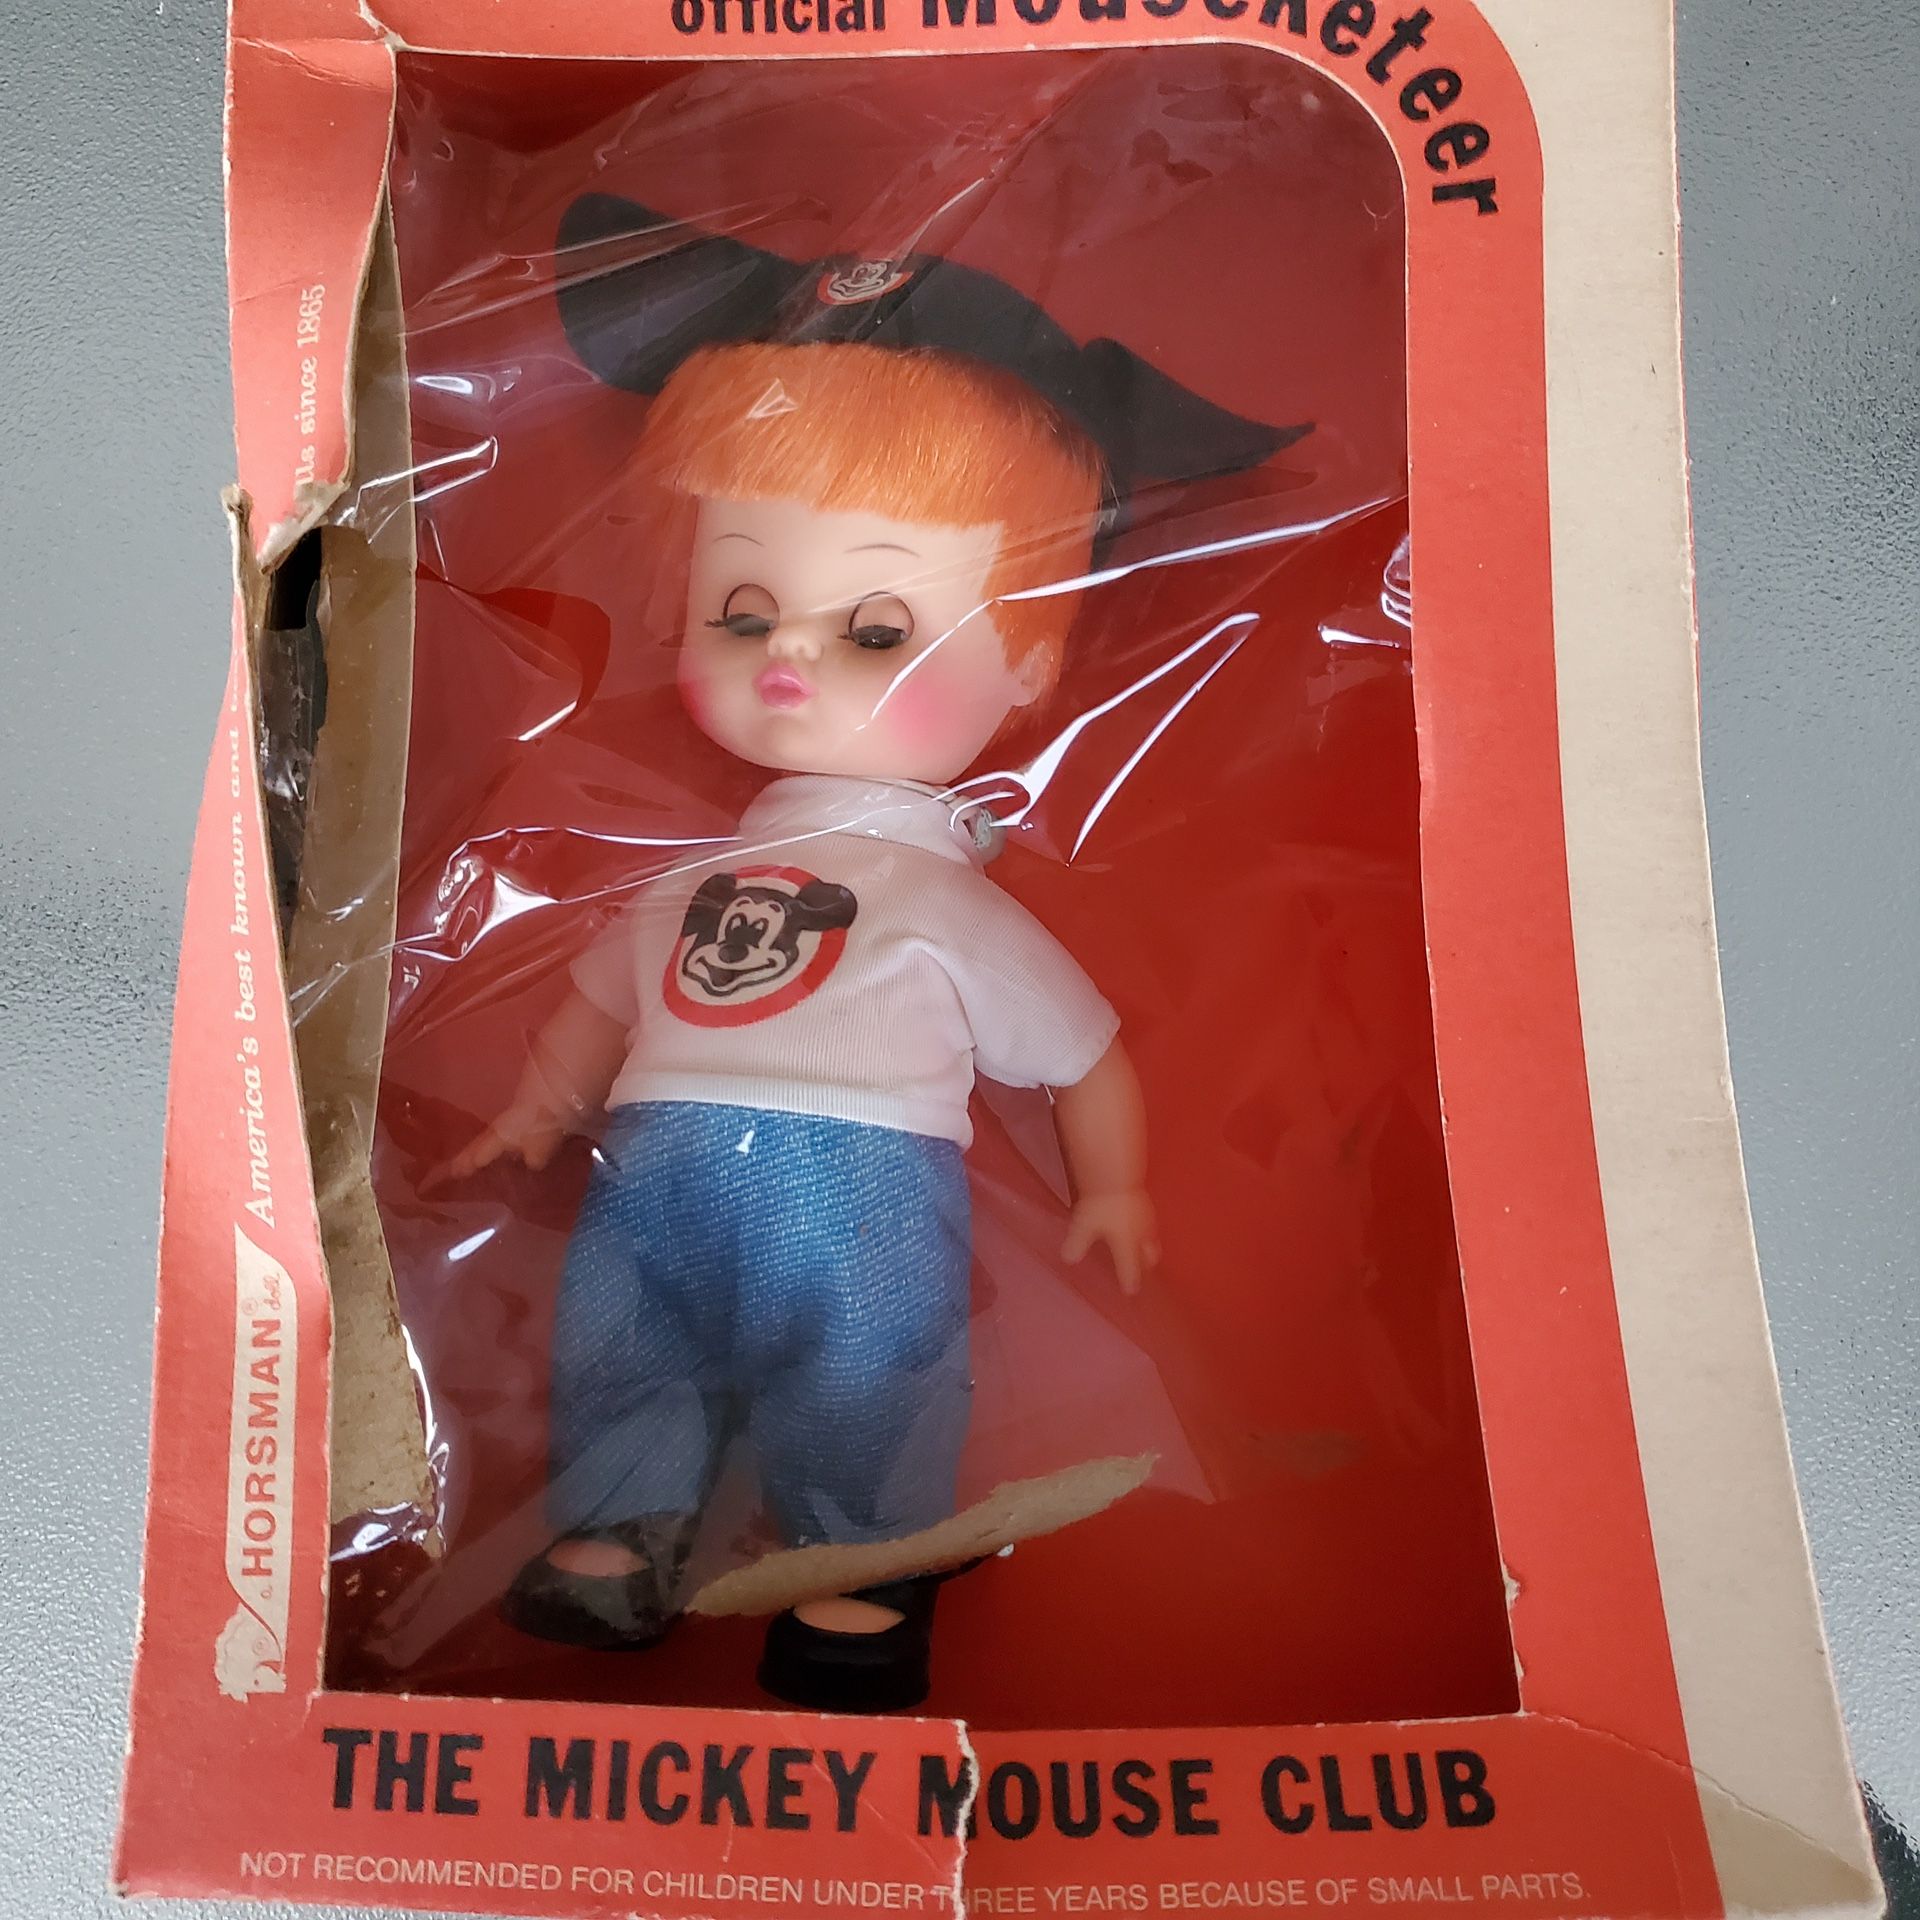 official Mouseketeer
America's best known and
since 1865
a HORSMAN® doll
THE MICKEY MOUSE CLUB
NOT RECOMMENDED FOR CHILDREN UNDER THREE YEARS BECAUSE OF SMALL PARTS.